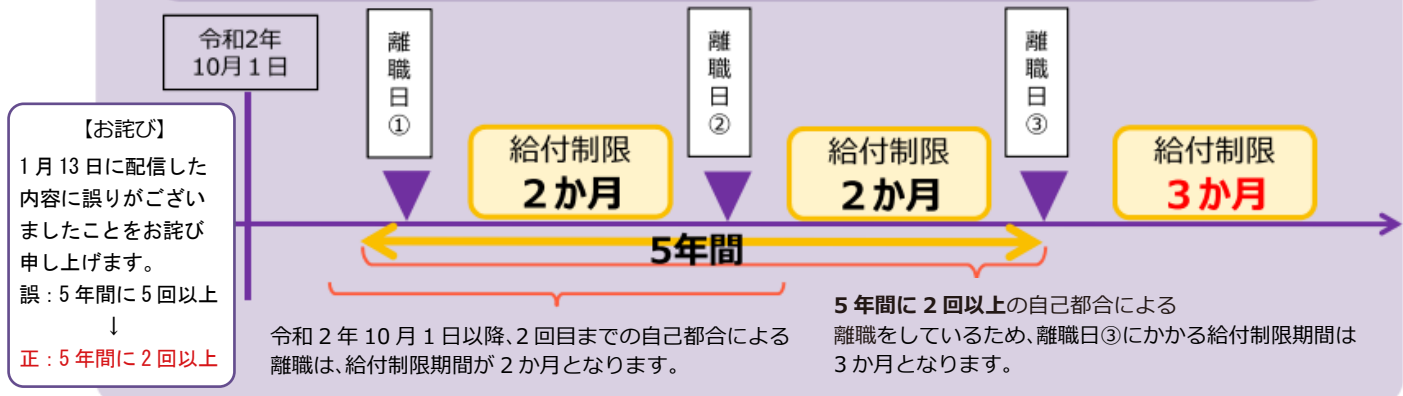 令和2年
10月1日
離職日①
離職日②
離職日③
給付制限
2か月
給付制限
2か月
給付制限
3か月
5年間
【お詫び】
1月13日に配信した
内容に誤りがござい
ましたことをお詫び
申し上げます。
誤：5年間に5回以上
↓
正：5年間に2回以上
令和2年10月1日以降、2回目までの自己都合による
離職は、給付制限期間が2か月となります。
5年間に2回以上の自己都合による
離職をしているため、離職日③にかかる給付制限期間は
3か月となります。